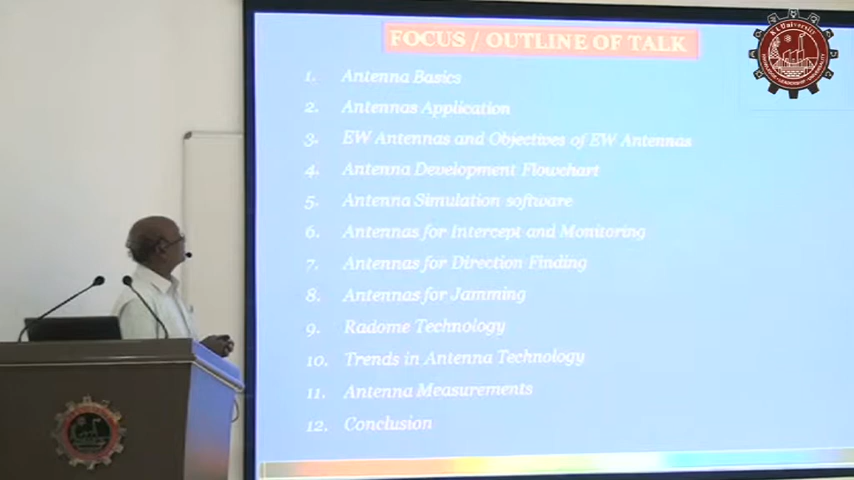 FOCUS / OUTLINE OF TALK
K L University
1. Antenna Basics
2. Antennas Application
3. EW Antennas and Objectives of EW Antennas
4. Antenna Development Flowchart
5. Antenna Simulation software
6. Antennas for Intercept and Monitoring
7. Antennas for Direction Finding
8. Antennas for Jamming
9. Radome Technology
10. Trends in Antenna Technology
11. Antenna Measurements
12. Conclusion